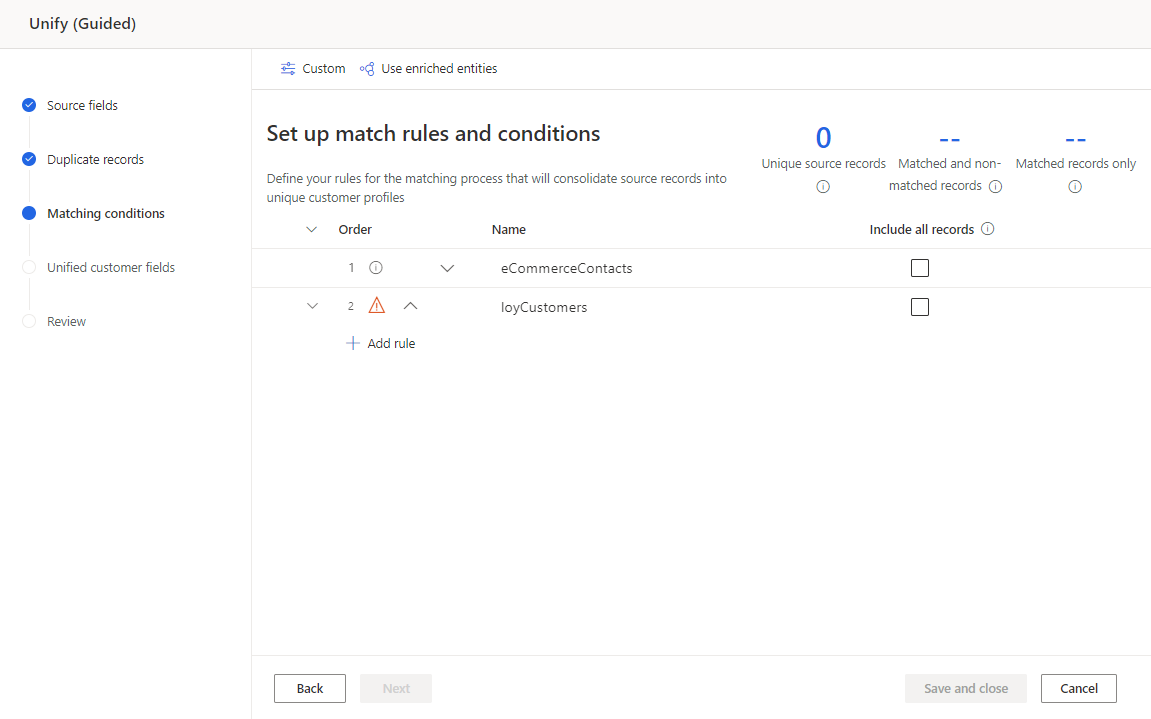 Unify (Guided)
Custom
Use enriched entities
Source fields
Duplicate records
Matching conditions
Unified customer fields
Review
Set up match rules and conditions
Define your rules for the matching process that will consolidate source records into
unique customer profiles
0
Unique source records
--
Matched and non-
matched records
--
Matched records only
Order Name Include all records
1 eCommerceContacts
2 loyCustomers
Add rule
Back Next Save and close Cancel